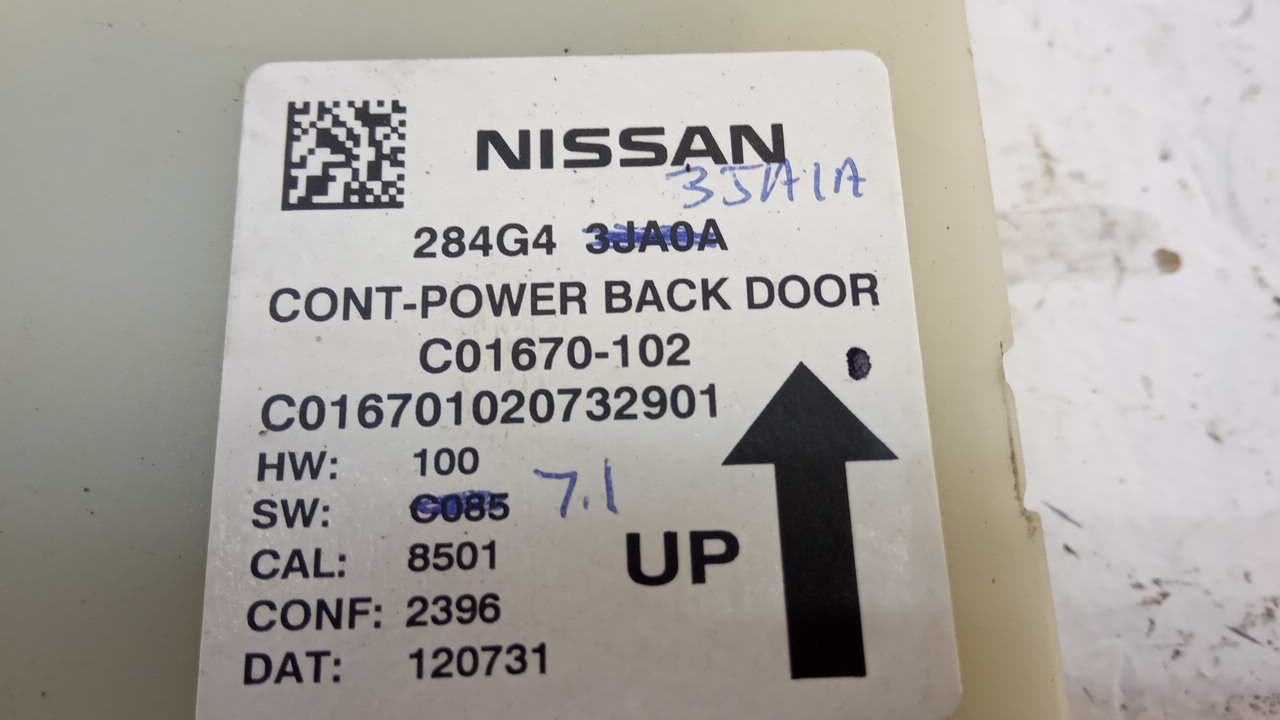 NISSAN
3JA1A
284G4 3JA0A
CONT-POWER BACK DOOR
C01670-102
C016701020732901
HW: 100
SW: C085 7.1
CAL: 8501
CONF: 2396
DAT: 120731
UP